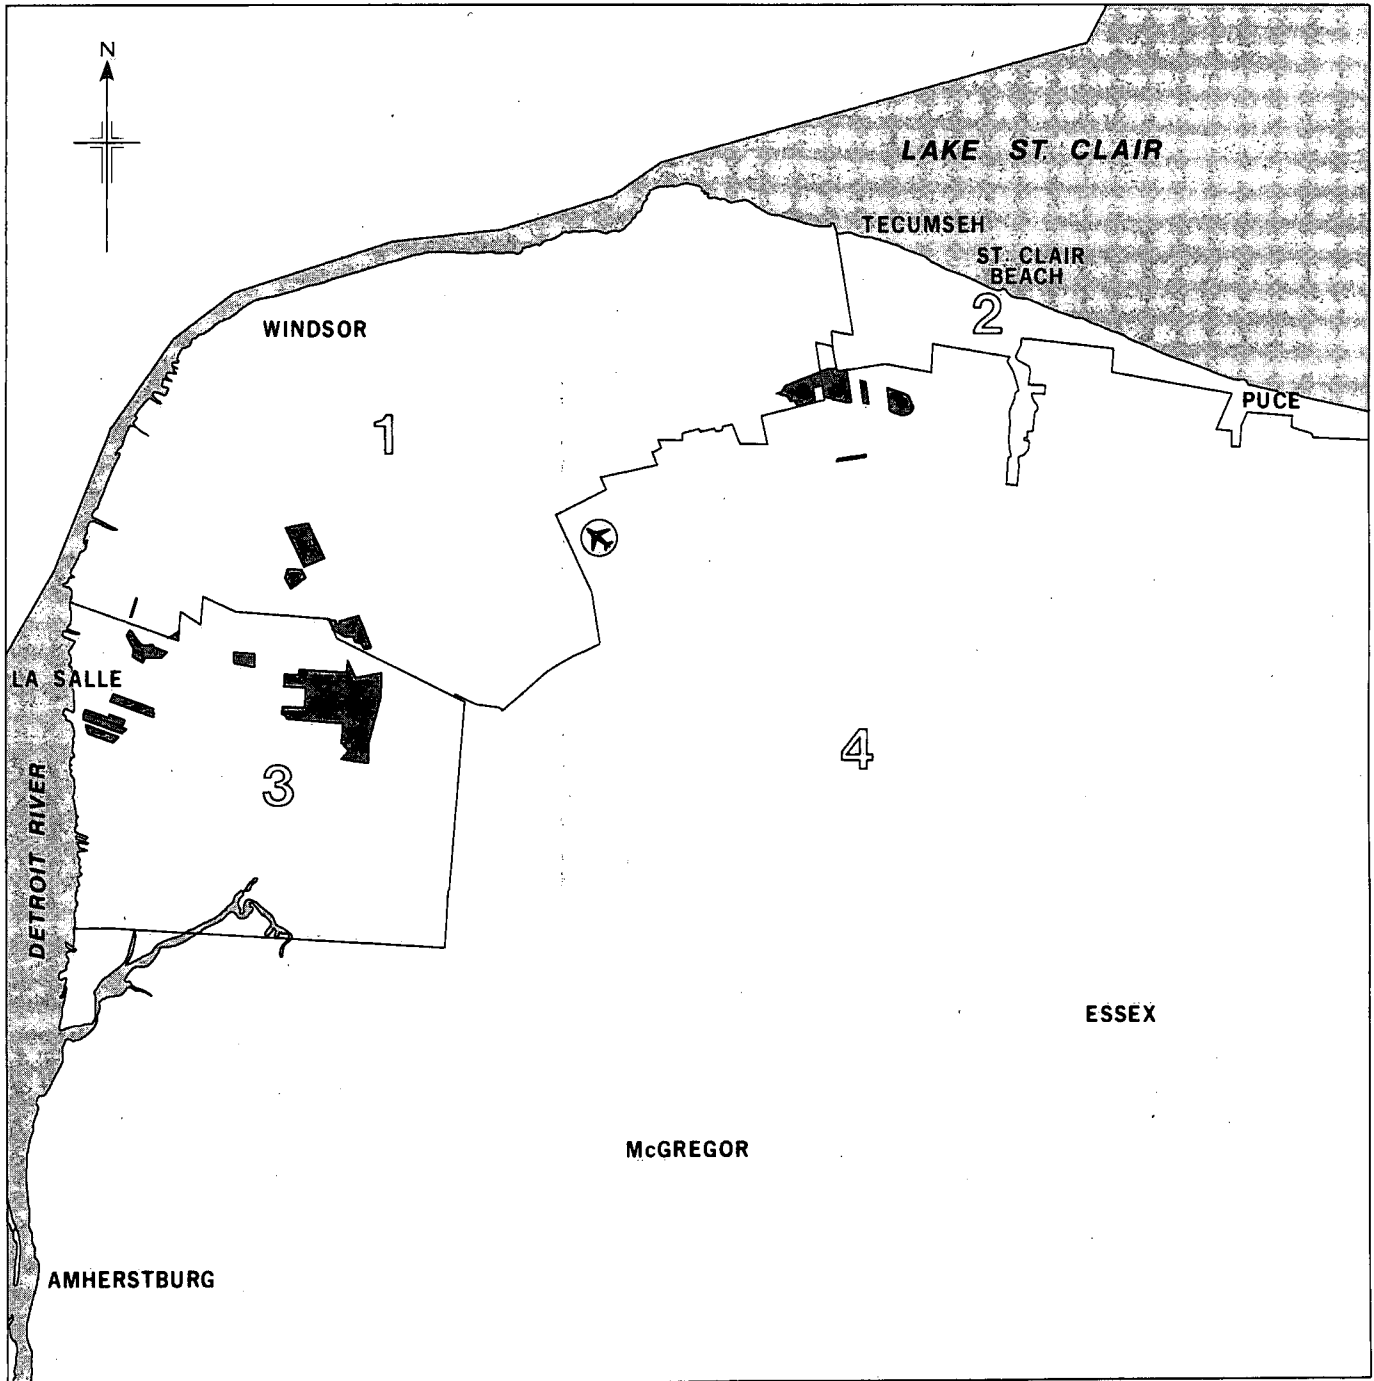 N
LAKE ST. CLAIR
TECUMSEH
ST. CLAIR
BEACH
2
WINDSOR
PUCE
1
LA SALLE
4
3
DETROIT RIVER
ESSEX
McGREGOR
AMHERSTBURG